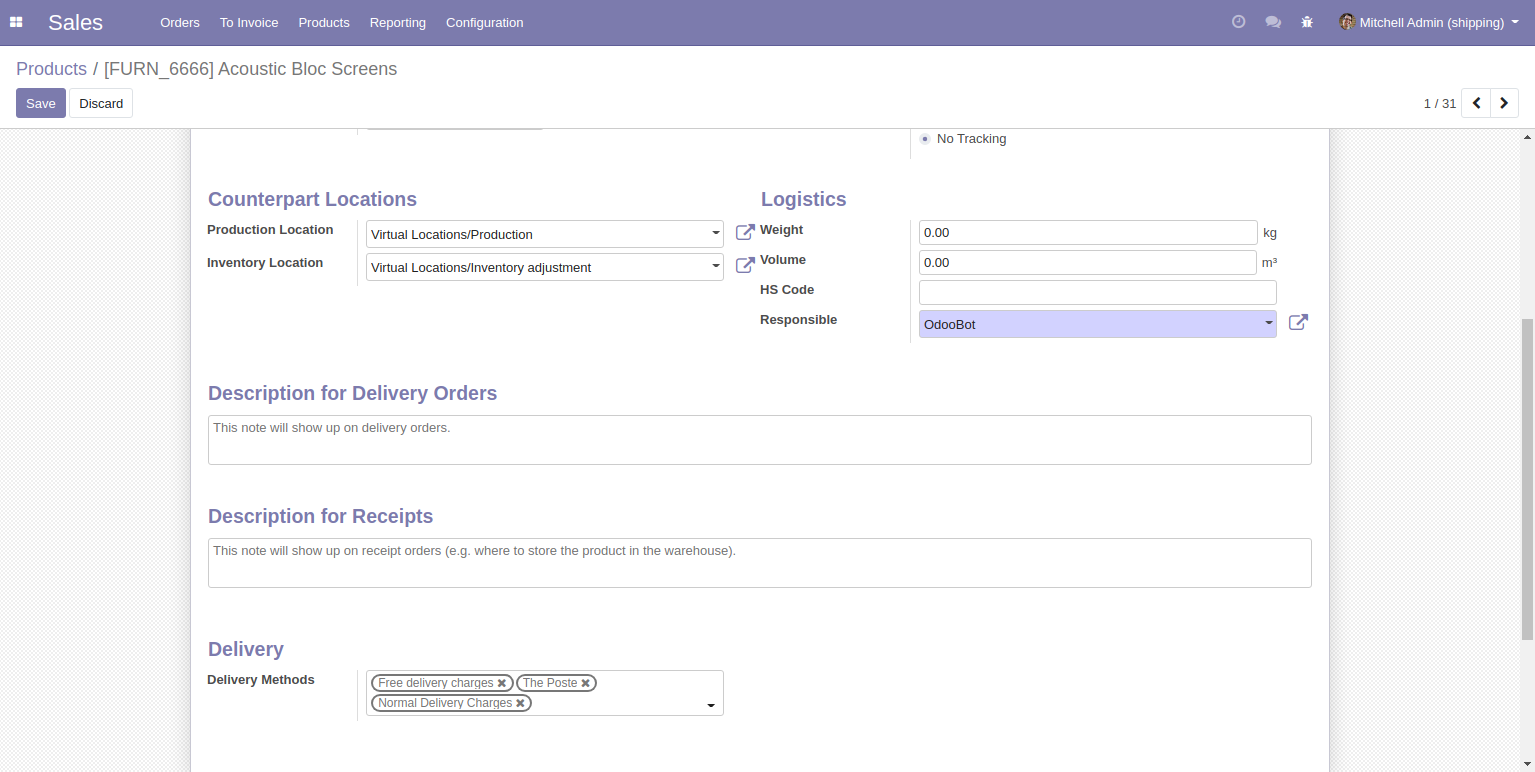 Sales Orders To Invoice Products Reporting Configuration Mitchell Admin (shipping)
Products / [FURN_6666] Acoustic Bloc Screens
Save Discard 1 / 31
No Tracking
Counterpart Locations Logistics
Production Location Virtual Locations/Production Weight 0.00 kg
Inventory Location Virtual Locations/Inventory adjustment Volume 0.00 m³
HS Code
Responsible OdooBot
Description for Delivery Orders
This note will show up on delivery orders.
Description for Receipts
This note will show up on receipt orders (e.g. where to store the product in the warehouse).
Delivery
Delivery Methods Free delivery charges The Poste
Normal Delivery Charges